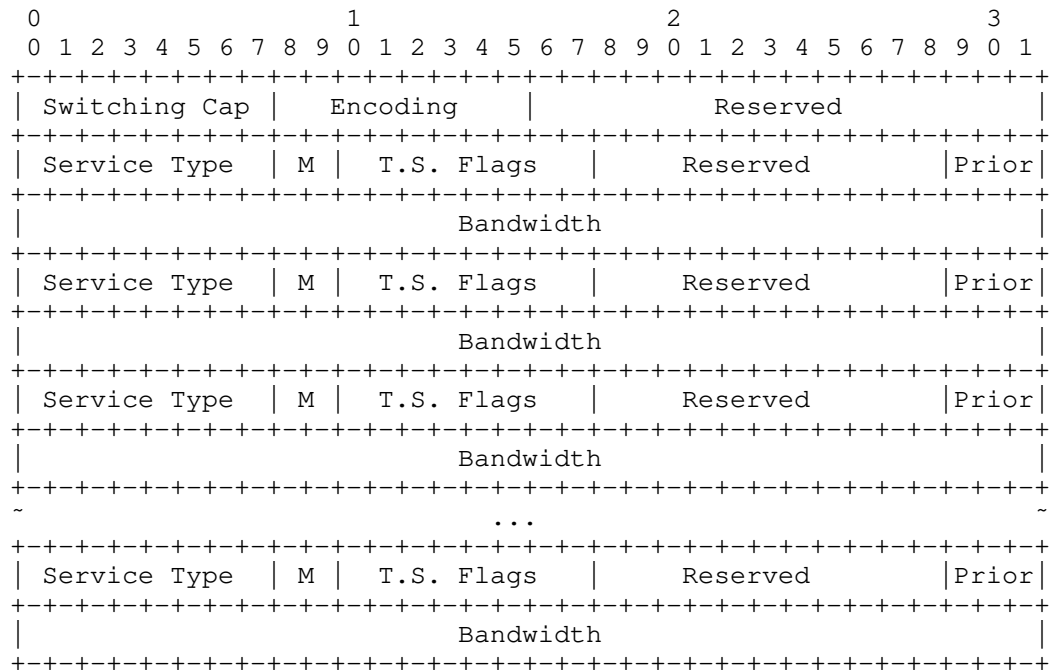 0                   1                   2                   3
 0 1 2 3 4 5 6 7 8 9 0 1 2 3 4 5 6 7 8 9 0 1 2 3 4 5 6 7 8 9 0 1
+-+-+-+-+-+-+-+-+-+-+-+-+-+-+-+-+-+-+-+-+-+-+-+-+-+-+-+-+-+-+-+-+
| Switching Cap |   Encoding    |           Reserved            |
+-+-+-+-+-+-+-+-+-+-+-+-+-+-+-+-+-+-+-+-+-+-+-+-+-+-+-+-+-+-+-+-+
| Service Type  | M |  T.S. Flags   |     Reserved        |Prior|
+-+-+-+-+-+-+-+-+-+-+-+-+-+-+-+-+-+-+-+-+-+-+-+-+-+-+-+-+-+-+-+-+
|                           Bandwidth                           |
+-+-+-+-+-+-+-+-+-+-+-+-+-+-+-+-+-+-+-+-+-+-+-+-+-+-+-+-+-+-+-+-+
| Service Type  | M |  T.S. Flags   |     Reserved        |Prior|
+-+-+-+-+-+-+-+-+-+-+-+-+-+-+-+-+-+-+-+-+-+-+-+-+-+-+-+-+-+-+-+-+
|                           Bandwidth                           |
+-+-+-+-+-+-+-+-+-+-+-+-+-+-+-+-+-+-+-+-+-+-+-+-+-+-+-+-+-+-+-+-+
| Service Type  | M |  T.S. Flags   |     Reserved        |Prior|
+-+-+-+-+-+-+-+-+-+-+-+-+-+-+-+-+-+-+-+-+-+-+-+-+-+-+-+-+-+-+-+-+
|                           Bandwidth                           |
+-+-+-+-+-+-+-+-+-+-+-+-+-+-+-+-+-+-+-+-+-+-+-+-+-+-+-+-+-+-+-+-+
~                             ...                               ~
+-+-+-+-+-+-+-+-+-+-+-+-+-+-+-+-+-+-+-+-+-+-+-+-+-+-+-+-+-+-+-+-+
| Service Type  | M |  T.S. Flags   |     Reserved        |Prior|
+-+-+-+-+-+-+-+-+-+-+-+-+-+-+-+-+-+-+-+-+-+-+-+-+-+-+-+-+-+-+-+-+
|                           Bandwidth                           |
+-+-+-+-+-+-+-+-+-+-+-+-+-+-+-+-+-+-+-+-+-+-+-+-+-+-+-+-+-+-+-+-+